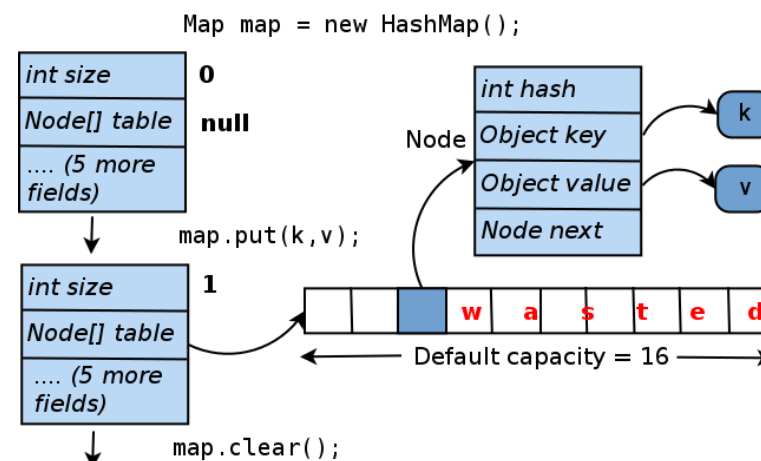 Map map = new HashMap();
int size
0
Node[] table
null
.... (5 more
fields)
int hash
Node
Object key
k
Object value
v
Node next
map.put(k,v);
int size
1
Node[] table
.... (5 more
fields)
w a s t e d
Default capacity = 16
map.clear();